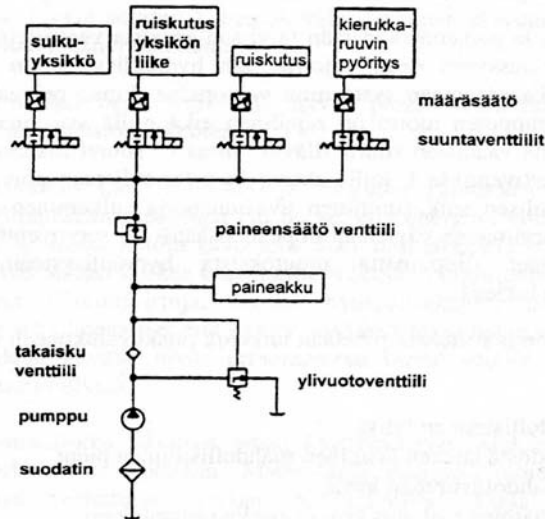 sulku-
yksikkö
ruiskutus
yksikön
liike
ruiskutus
kierukka-
ruuvin
pyöritys
määräsäätö
suuntaventtiilit
paineensäätö venttiili
paineakku
takaisku
venttiili
ylivuotoventtiili
pumppu
suodatin